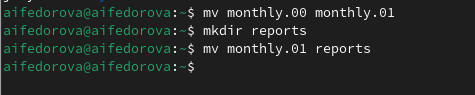 aifedorova@aifedorova:~$ mv monthly.00 monthly.01
aifedorova@aifedorova:~$ mkdir reports
aifedorova@aifedorova:~$ mv monthly.01 reports
aifedorova@aifedorova:~$